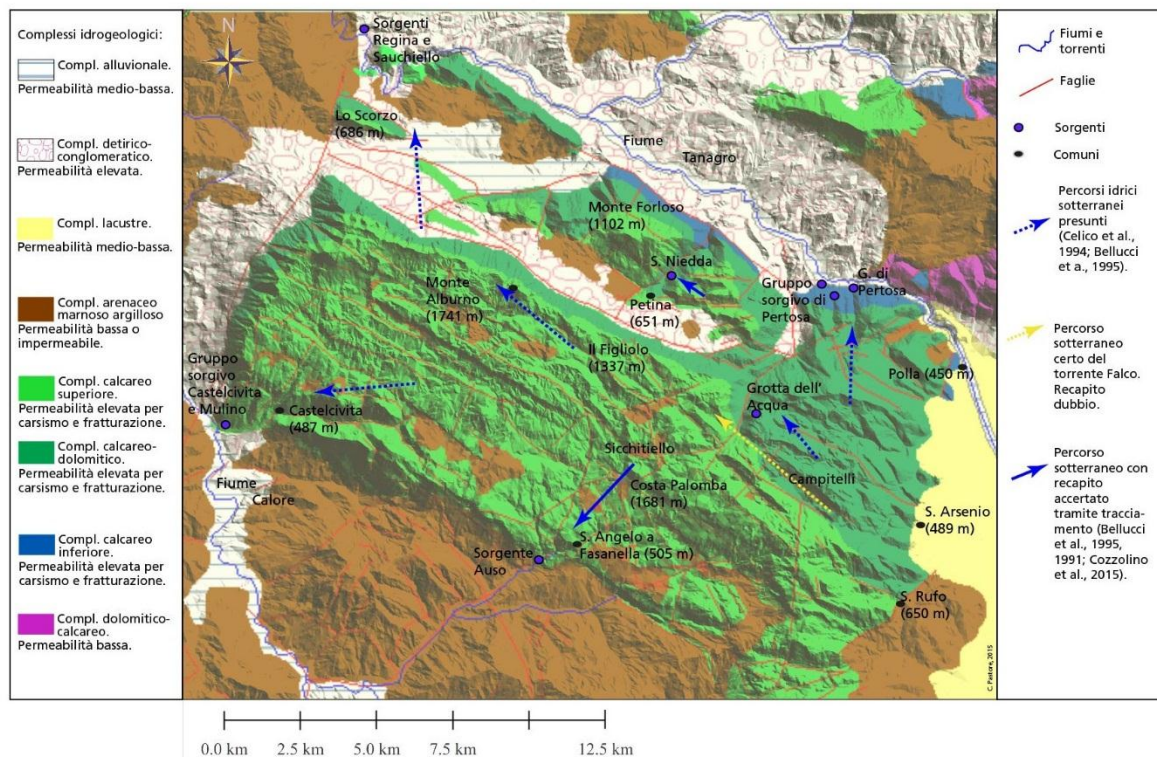 Complessi idrogeologici:
Compl. alluvionale.
Permeabilità medio-bassa.
Compl. detirico-
conglomeratico.
Permeabilità elevata.
Compl. lacustre.
Permeabilità medio-bassa.
Compl. arenaceo
marnoso argilloso
Permeabilità bassa o
impermeabile.
Compl. calcareo
superiore.
Permeabilità elevata per
carsismo e fratturazione.
Compl. calcareo-
dolomitico.
Permeabilità elevata per
carsismo e fratturazione.
Compl. calcareo
inferiore.
Permeabilità elevata per
carsismo e fratturazione.
Compl. dolomitico-
calcareo.
Permeabilità bassa.
N
Sorgenti
Regina e
Sauchiello
Lo Scorzo
(686 m)
Fiume
Tanagro
Monte Forloso
(1102 m)
S. Niedda
Petina
(651 m)
Gruppo
sorgivo di
Pertosa
G. di
Pertosa
Monte
Alburno
(1741 m)
Il Figliolo
(1337 m)
Polla (450 m)
Gruppo
sorgivo
Castelcivita
e Mulino
Castelcivita
(487 m)
Grotta dell'
Acqua
Sicchitiello
Costa Palomba
(1681 m)
Campitelli
Fiume
Calore
S. Arsenio
(489 m)
Sorgente
Auso
S. Angelo a
Fasanella (505 m)
S. Rufo
(650 m)
C. Pastore, 2015
Fiumi e
torrenti
Faglie
Sorgenti
Comuni
Percorsi idrici
sotterranei
presunti
(Celico et al.,
1994; Bellucci
et a., 1995).
Percorso
sotterraneo
certo del
torrente Falco.
Recapito
dubbio.
Percorso
sotterraneo con
recapito
accertato
tramite tracciamento
mento (Bellucci
et al., 1995,
1991; Cozzolino
et al., 2015).
0.0 km
2.5 km
5.0 km
7.5 km
12.5 km